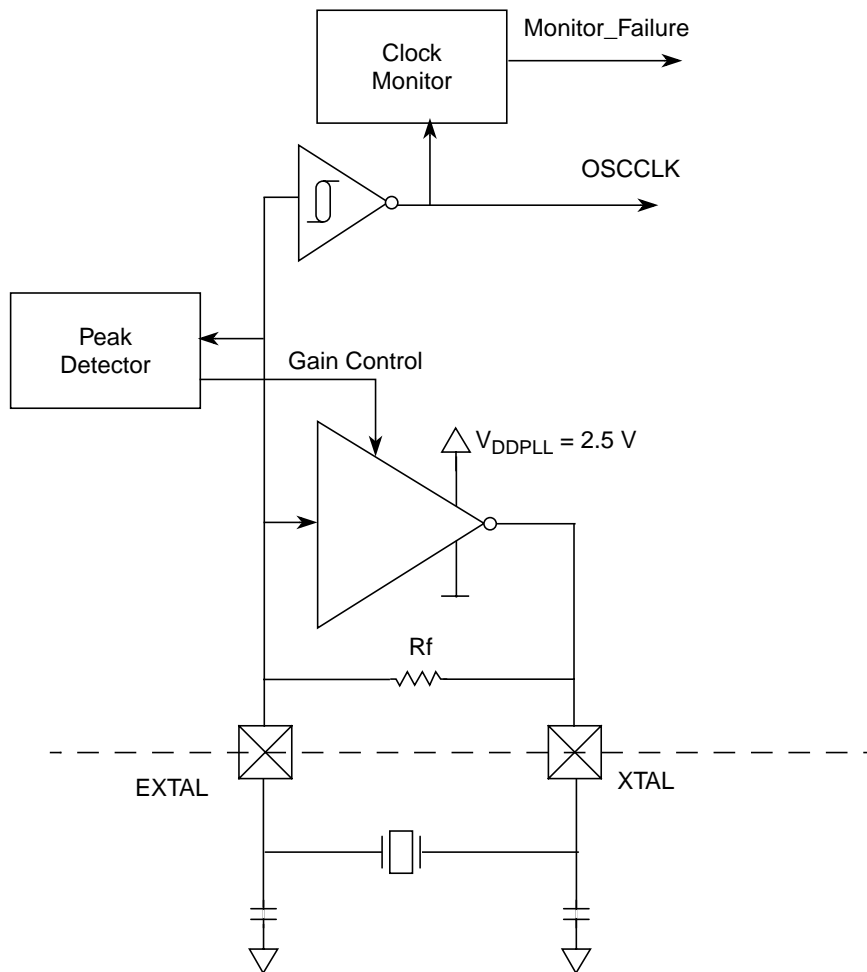 Monitor_Failure
Clock
Monitor
OSCCLK
Peak
Detector
Gain Control
VDDPLL = 2.5 V
Rf
EXTAL
XTAL